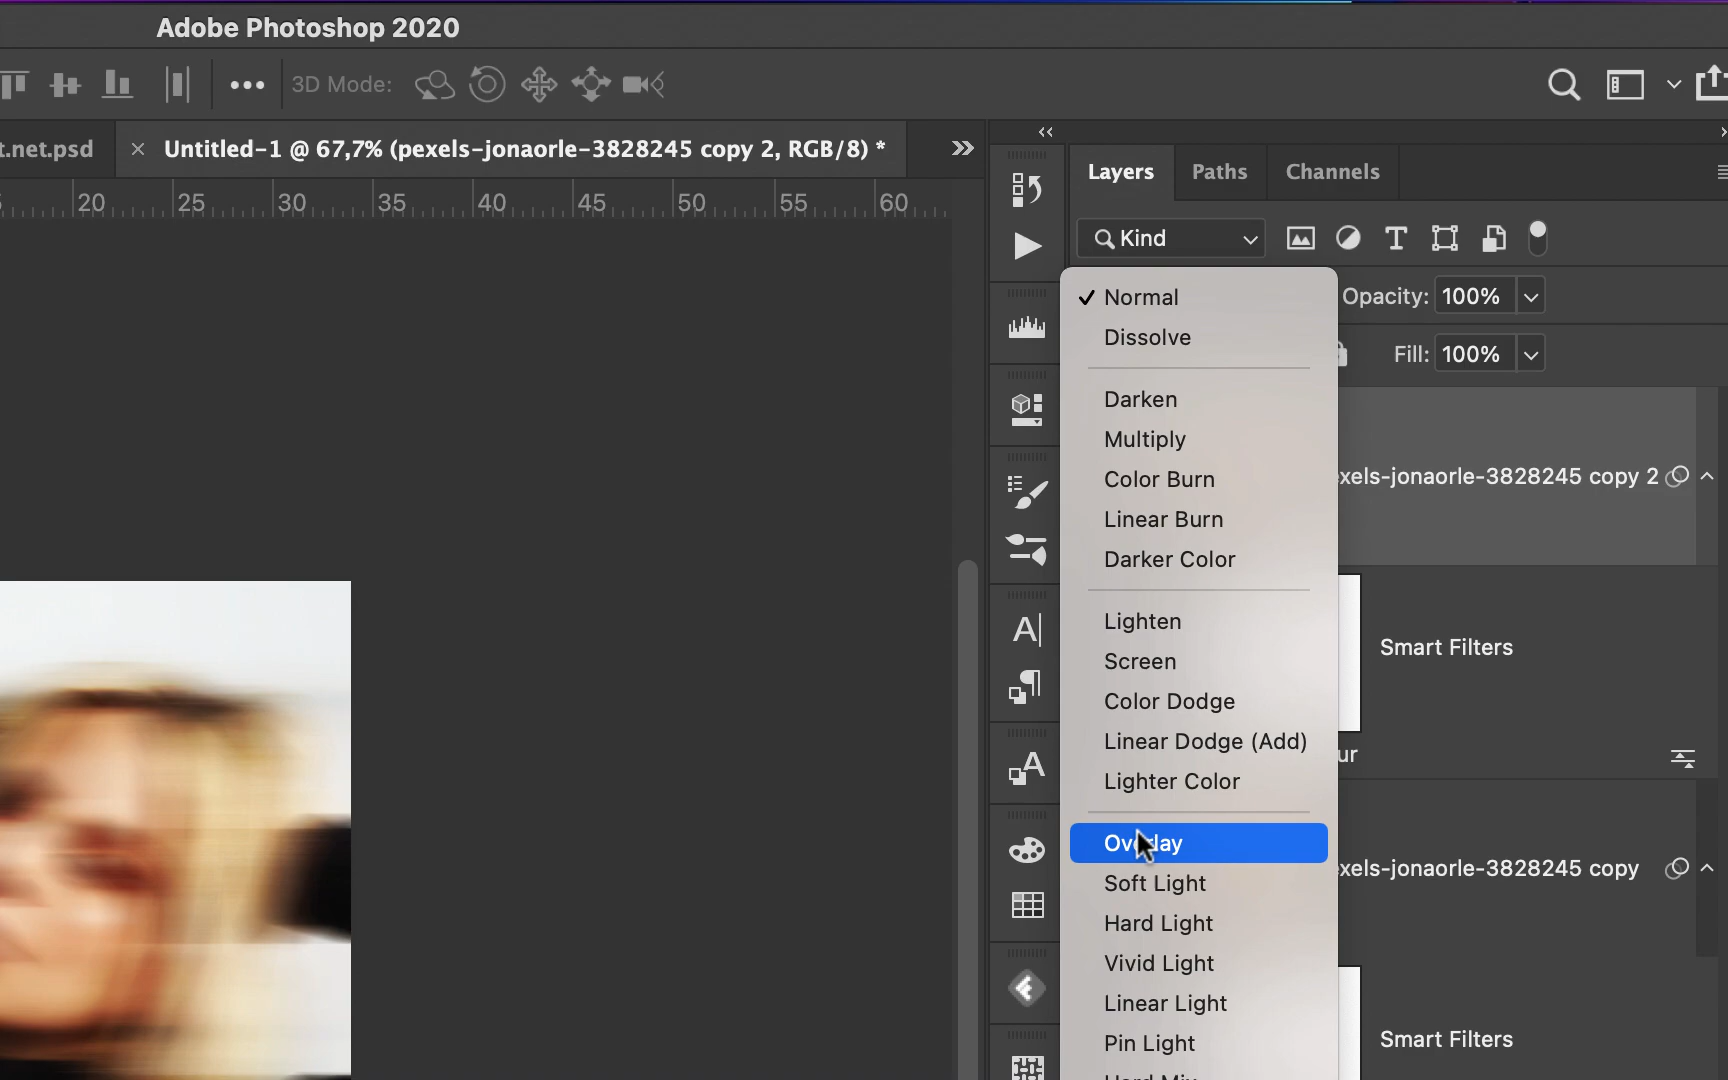 Adobe Photoshop 2020
3D Mode:
t.net.psd
Untitled-1 @ 67,7% (pexels-jonaorle-3828245 copy 2, RGB/8) *
20 25 30 35 40 45 50 55 60
Layers Paths Channels
Kind
Normal
Opacity: 100%
Dissolve
Fill: 100%
Darken
Multiply
Color Burn
xels-jonaorle-3828245 copy 2
Linear Burn
Darker Color
Lighten
Smart Filters
Screen
Color Dodge
Linear Dodge (Add)
ur
Lighter Color
Overlay
xels-jonaorle-3828245 copy
Soft Light
Hard Light
Vivid Light
Linear Light
Smart Filters
Pin Light
Hard Mix